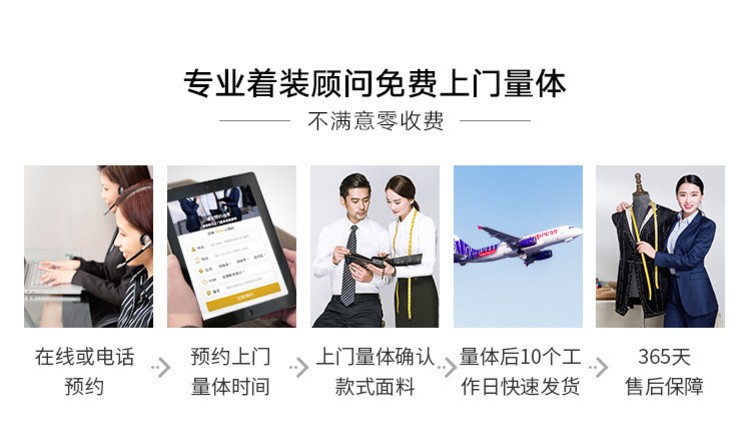 专业着装顾问免费上门量体
不满意零收费
在线或电话
预约
预约上门
量体时间
上门量体确认
款式面料
量体后10个工
作日快速发货
365天
售后保障